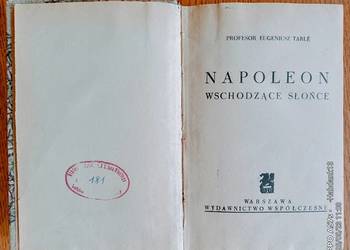 181
PROFESOR EUGENIUSZ TARLÉ
NAPOLEON
WSCHODZĄCE SŁOŃCE
WARSZAWA
WYDAWNICTWO WSPÓŁCZESNE